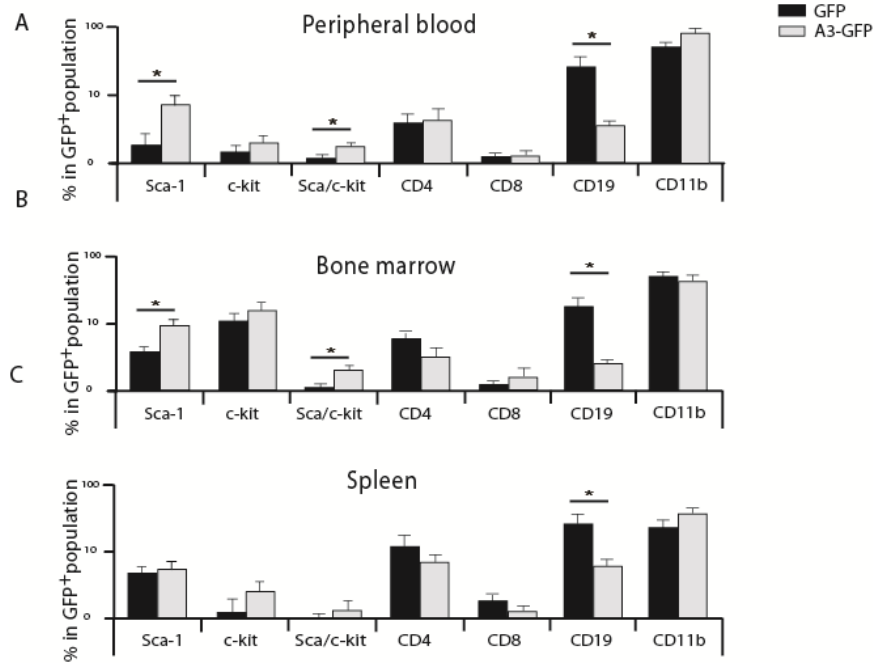 A
Peripheral blood
GFP
A3-GFP
% in GFP⁺population
100
10
0
*
*
*
Sca-1 c-kit Sca/c-kit CD4 CD8 CD19 CD11b
B
Bone marrow
% in GFP⁺population
100
10
0
*
*
*
Sca-1 c-kit Sca/c-kit CD4 CD8 CD19 CD11b
C
Spleen
% in GFP⁺population
100
10
0
*
Sca-1 c-kit Sca/c-kit CD4 CD8 CD19 CD11b